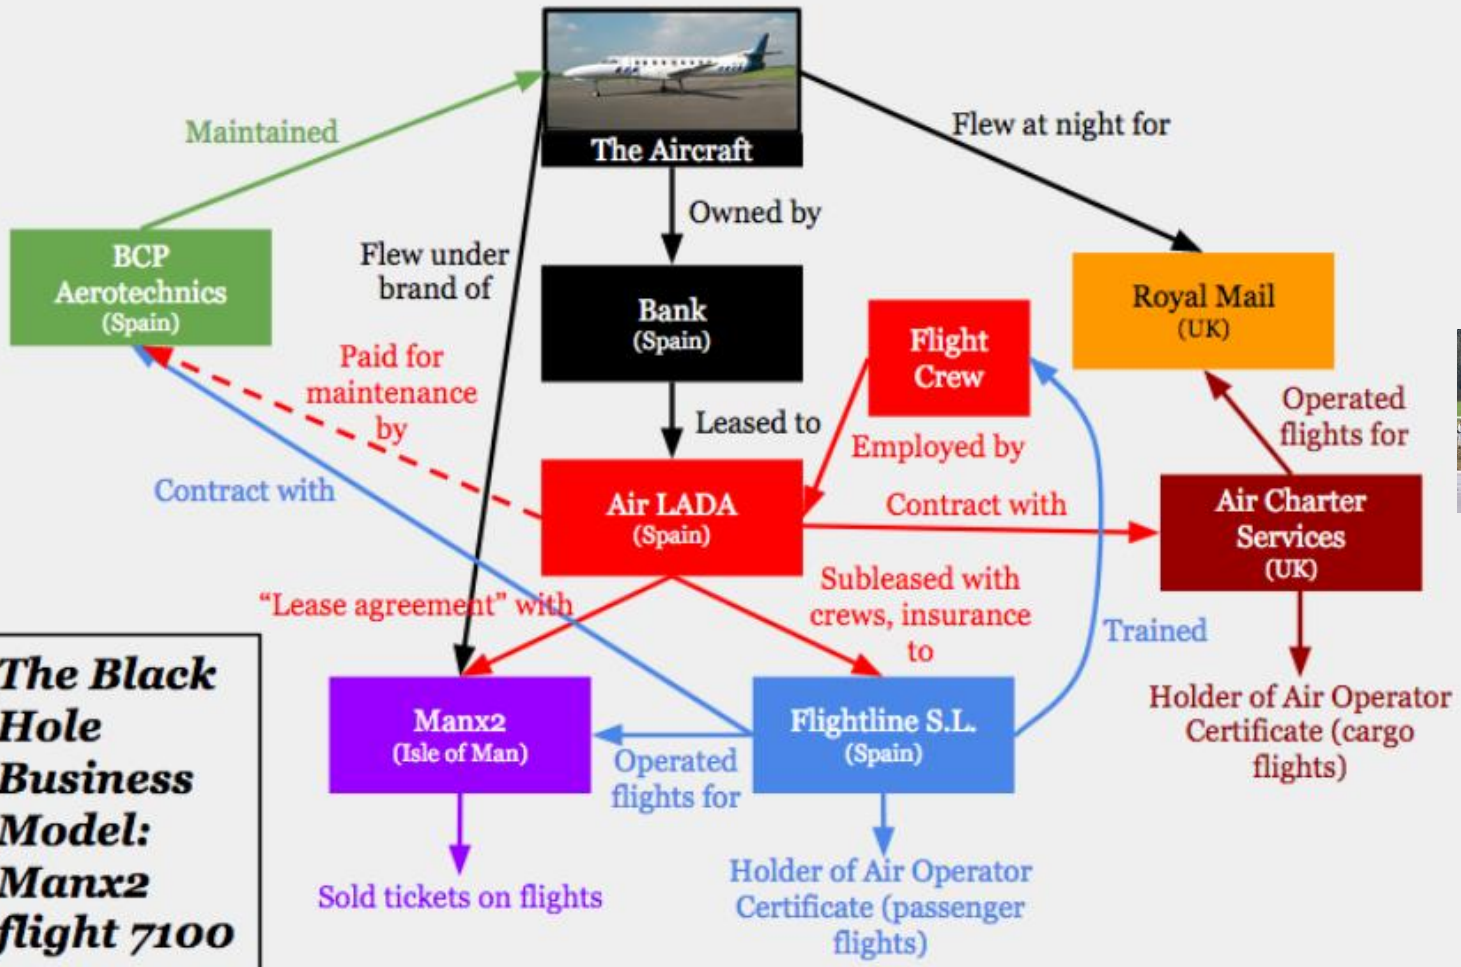 Maintained
The Aircraft
Flew at night for
Owned by
BCP
Aerotechnics
(Spain)
Flew under
brand of
Bank
(Spain)
Flight
Crew
Royal Mail
(UK)
Paid for
maintenance
by
Leased to
Employed by
Operated
flights for
Contract with
Air LADA
(Spain)
Contract with
Air Charter
Services
(UK)
"Lease agreement" with
Subleased with
crews, insurance
to
Trained
The Black
Hole
Business
Model:
Manx2
flight 7100
Manx2
(Isle of Man)
Flightline S.L.
(Spain)
Operated
flights for
Holder of Air Operator
Certificate (cargo
flights)
Sold tickets on flights
Holder of Air Operator
Certificate (passenger
flights)